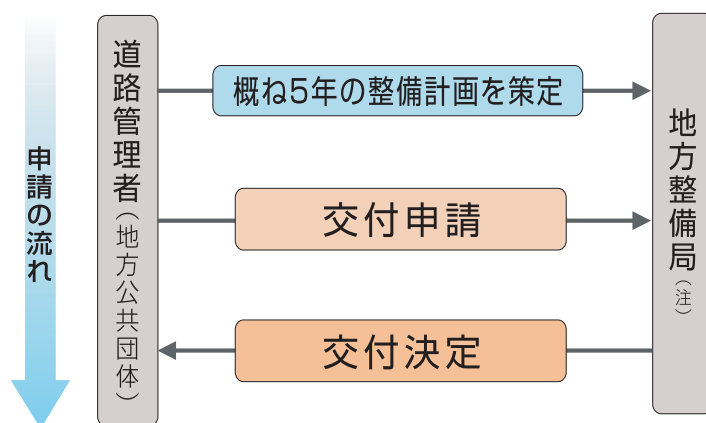 申請の流れ
道路管理者（地方公共団体）
概ね5年の整備計画を策定
交付申請
交付決定
地方整備局（注）